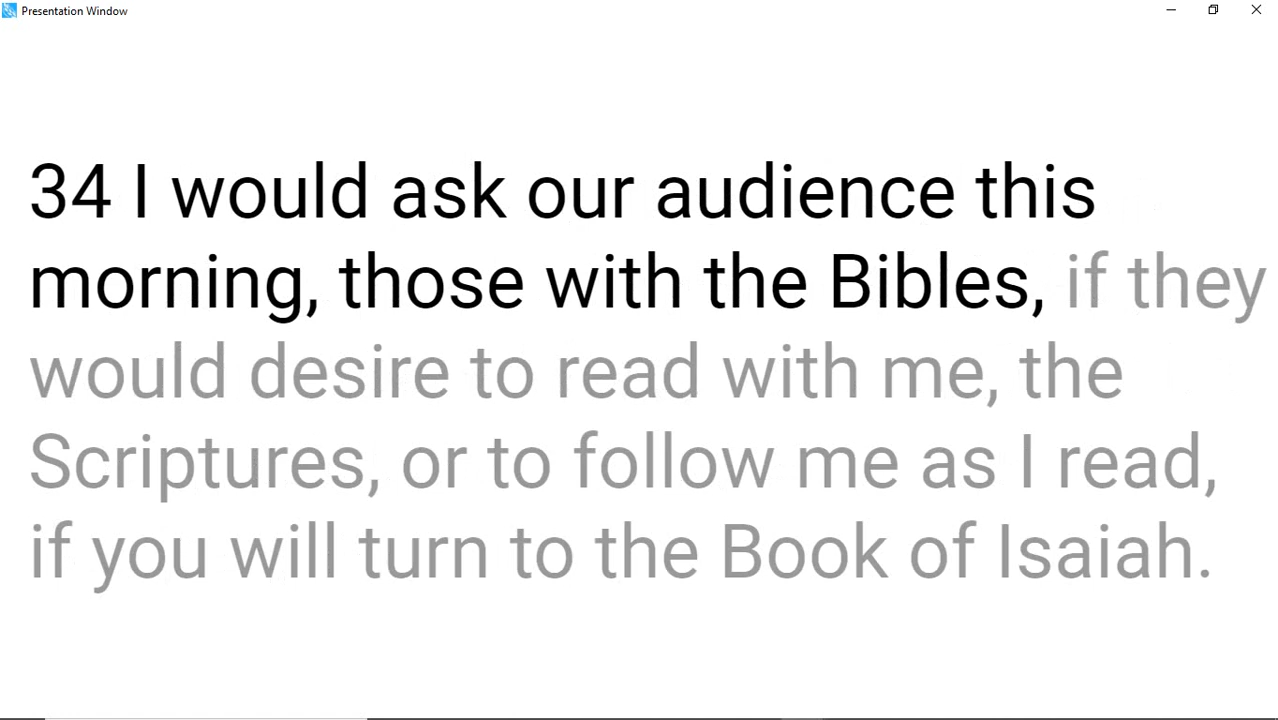 Presentation Window
34 I would ask our audience this
morning, those with the Bibles, if they
would desire to read with me, the
Scriptures, or to follow me as I read,
if you will turn to the Book of Isaiah.